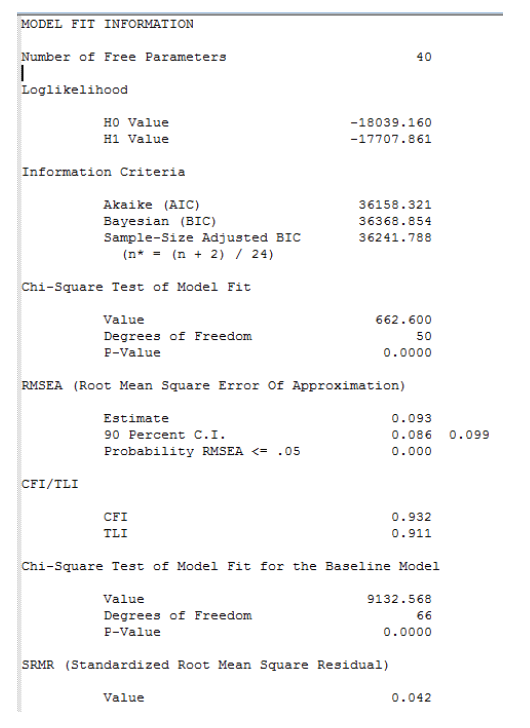 MODEL FIT INFORMATION
Number of Free Parameters 40
Loglikelihood
H0 Value -18039.160
H1 Value -17707.861
Information Criteria
Akaike (AIC) 36158.321
Bayesian (BIC) 36368.854
Sample-Size Adjusted BIC 36241.788
(n* = (n + 2) / 24)
Chi-Square Test of Model Fit
Value 662.600
Degrees of Freedom 50
P-Value 0.0000
RMSEA (Root Mean Square Error Of Approximation)
Estimate 0.093
90 Percent C.I. 0.086 0.099
Probability RMSEA <= .05 0.000
CFI/TLI
CFI 0.932
TLI 0.911
Chi-Square Test of Model Fit for the Baseline Model
Value 9132.568
Degrees of Freedom 66
P-Value 0.0000
SRMR (Standardized Root Mean Square Residual)
Value 0.042